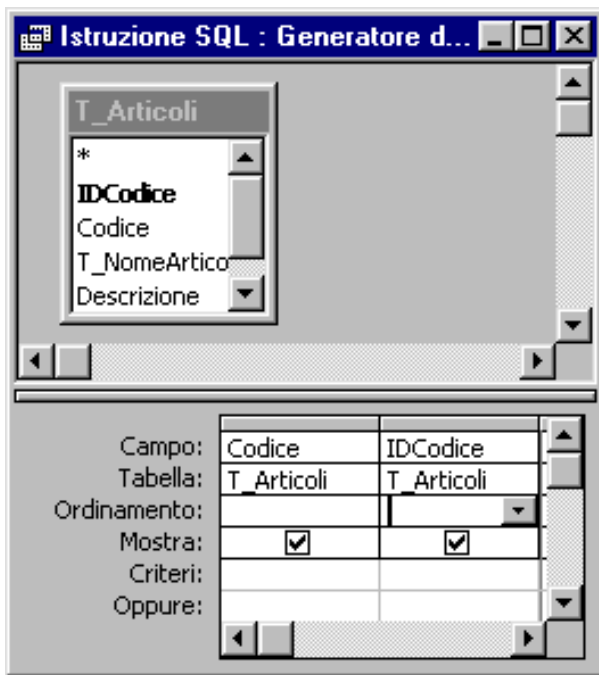 Istruzione SQL : Generatore d...
T_Articoli
*
IDCodice
Codice
T_NomeArtico
Descrizione
Campo: Codice IDCodice
Tabella: T_Articoli T_Articoli
Ordinamento:
Mostra:
Criteri:
Oppure: